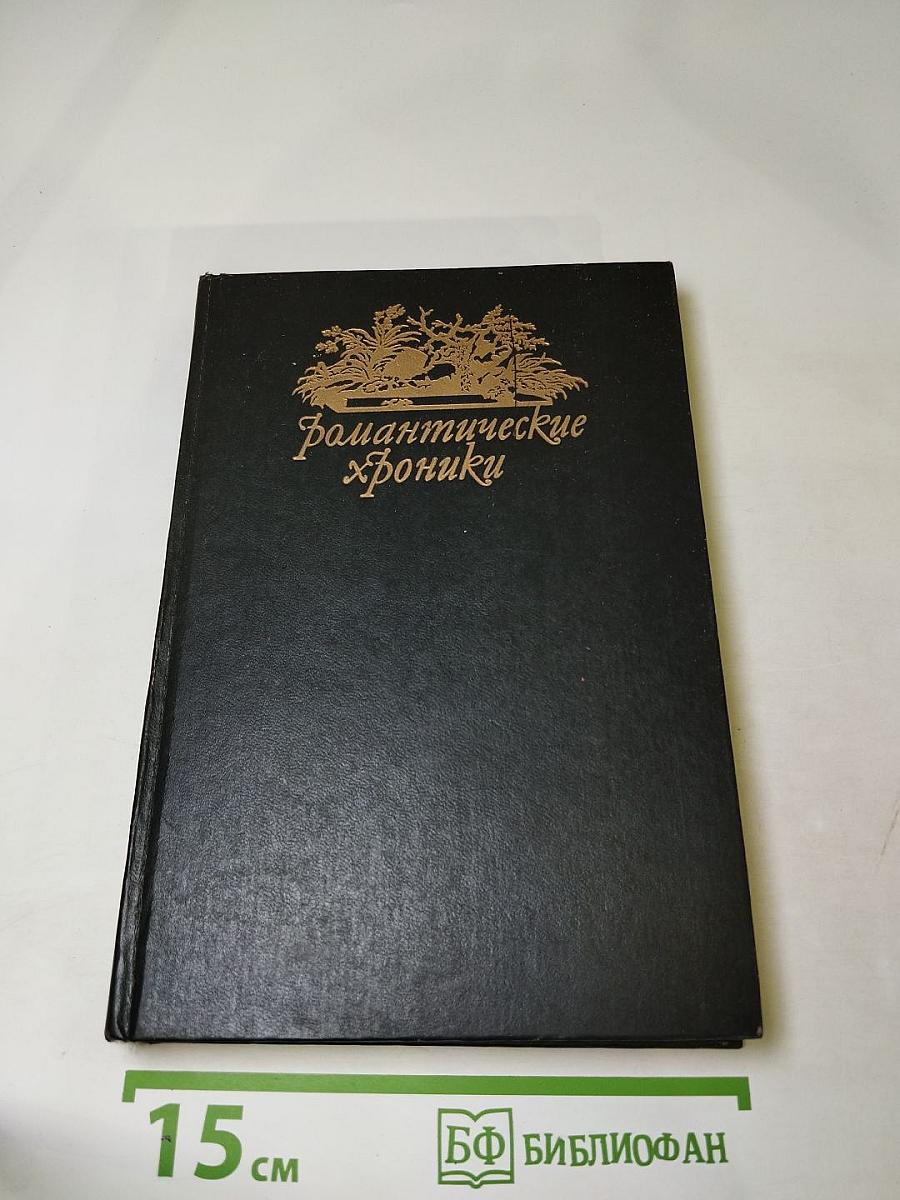 романтические
хроники
15 см
БФ БИБЛИОФАН